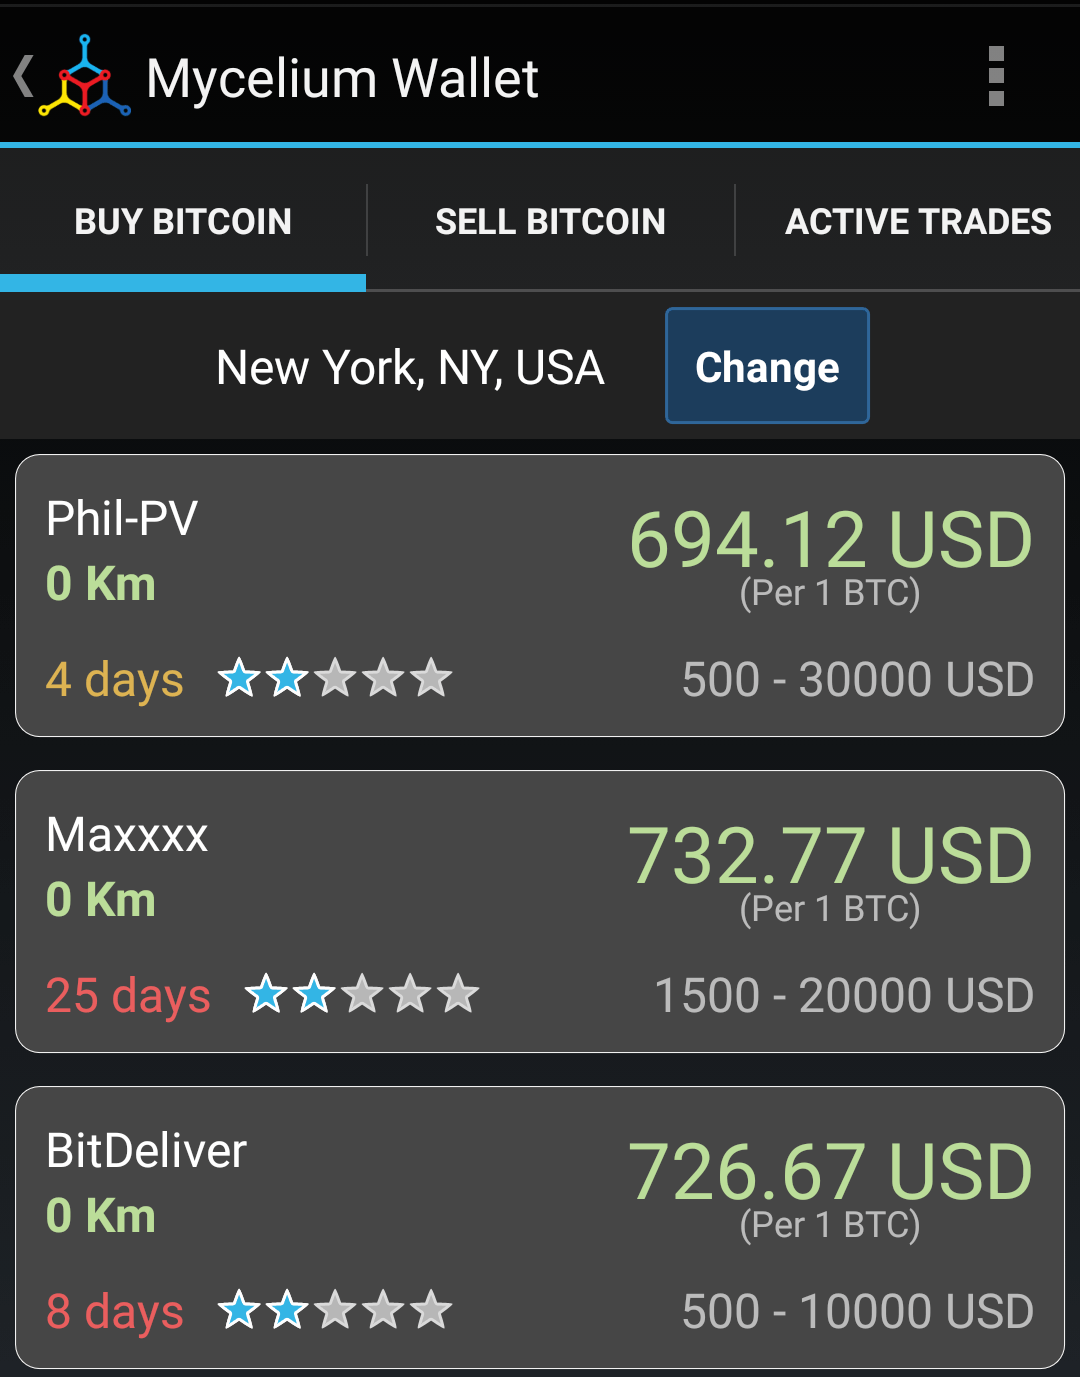 Mycelium Wallet
BUY BITCOIN
SELL BITCOIN
ACTIVE TRADES
New York, NY, USA
Change
Phil-PV
694.12 USD
0 Km
(Per 1 BTC)
4 days
500 - 30000 USD
Maxxxx
732.77 USD
0 Km
(Per 1 BTC)
25 days
1500 - 20000 USD
BitDeliver
726.67 USD
0 Km
(Per 1 BTC)
8 days
500 - 10000 USD